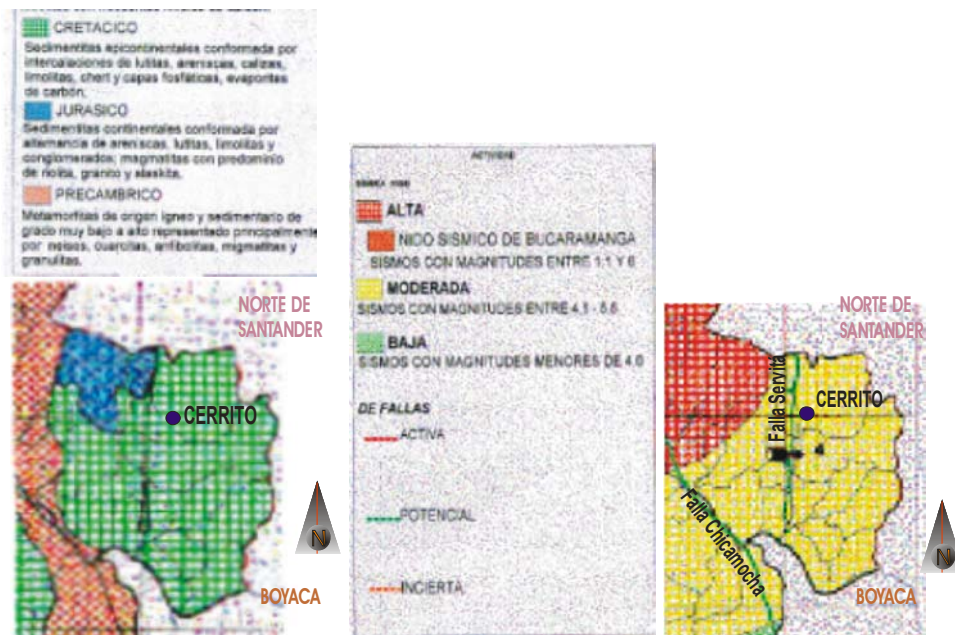 CRETACICO
Sedimentitas epicontinentales conformada por
intercalaciones de lutitas, areniscas, calizas,
limolitas, chert y capas fosfáticas, evaporitas
de carbón.
JURASICO
Sedimentitas continentales conformada por
alternancia de areniscas, lutitas, limolitas y
conglomerados; magmatitas con predominio
de riolita, granito y alaskita.
PRECAMBRICO
Metamorfitas de origen igneo y sedimentario de
grado muy bajo a alto representado principalmente
por neises, cuarcitas, anfibolitas, migmatitas y
granulitas.
NORTE DE
SANTANDER
CERRITO
N
BOYACA
ALTA
NIDO SISMICO DE BUCARAMANGA
SISMOS CON MAGNITUDES ENTRE 1.1 Y 6
MODERADA
SISMOS CON MAGNITUDES ENTRE 4.1 - 5.5
BAJA
SISMOS CON MAGNITUDES MENORES DE 4.0
DE FALLAS
ACTIVA
POTENCIAL
INCIERTA
NORTE DE
SANTANDER
Falla Servita
CERRITO
Falla Chicamocha
N
BOYACA